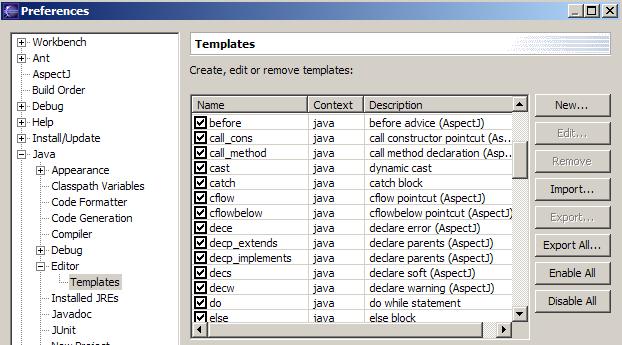 Preferences
Workbench
Ant
AspectJ
Build Order
Debug
Help
Install/Update
Java
Appearance
Classpath Variables
Code Formatter
Code Generation
Compiler
Debug
Editor
Templates
Installed JREs
Javadoc
JUnit
New Project
Templates
Create, edit or remove templates:
Name Context Description
before java before advice (AspectJ)
call_cons java call constructor pointcut (As...
call_method java call method declaration (Asp...
cast java dynamic cast
catch java catch block
cflow java cflow pointcut (AspectJ)
cflowbelow java cflowbelow pointcut (AspectJ)
dece java declare error (AspectJ)
decp_extends java declare parents (AspectJ)
decp_implements java declare parents (AspectJ)
decs java declare soft (AspectJ)
decw java declare warning (AspectJ)
do java do while statement
else java else block
New...
Edit...
Remove
Import...
Export...
Export All...
Enable All
Disable All